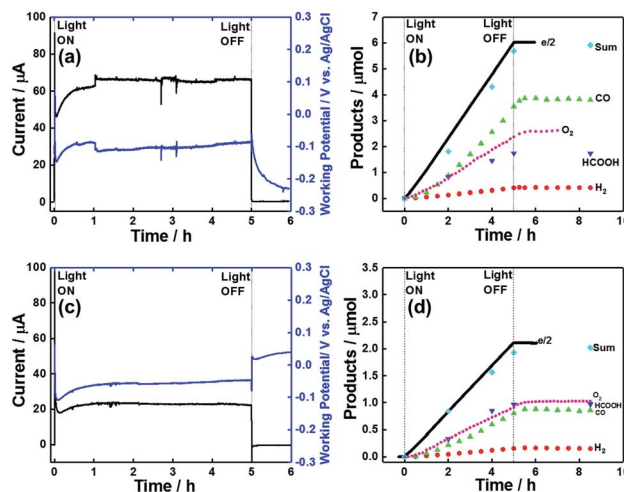 Light
ON
Light
OFF
(a)
100
80
60
40
20
0
0.3
0.2
0.1
0.0
-0.1
-0.2
-0.3
0 1 2 3 4 5 6
Current / μA
Working Potential / V vs. Ag/AgCl
Time / h
Light
ON
Light
OFF
(b)
7
6
5
4
3
2
1
0
0 2 4 6 8 10
Products / μmol
Time / h
e/2
Sum
CO
O₂
HCOOH
H₂
Light
ON
Light
OFF
(c)
100
80
60
40
20
0
0.3
0.2
0.1
0.0
-0.1
-0.2
-0.3
0 1 2 3 4 5 6
Current / μA
Working Potential/ V vs. Ag/AgCl
Time / h
Light
ON
Light
OFF
(d)
3.5
3.0
2.5
2.0
1.5
1.0
0.5
0.0
0 2 4 6 8 10
Products / μmol
Time / h
e/2
Sum
O₂
HCOOH
CO
H₂